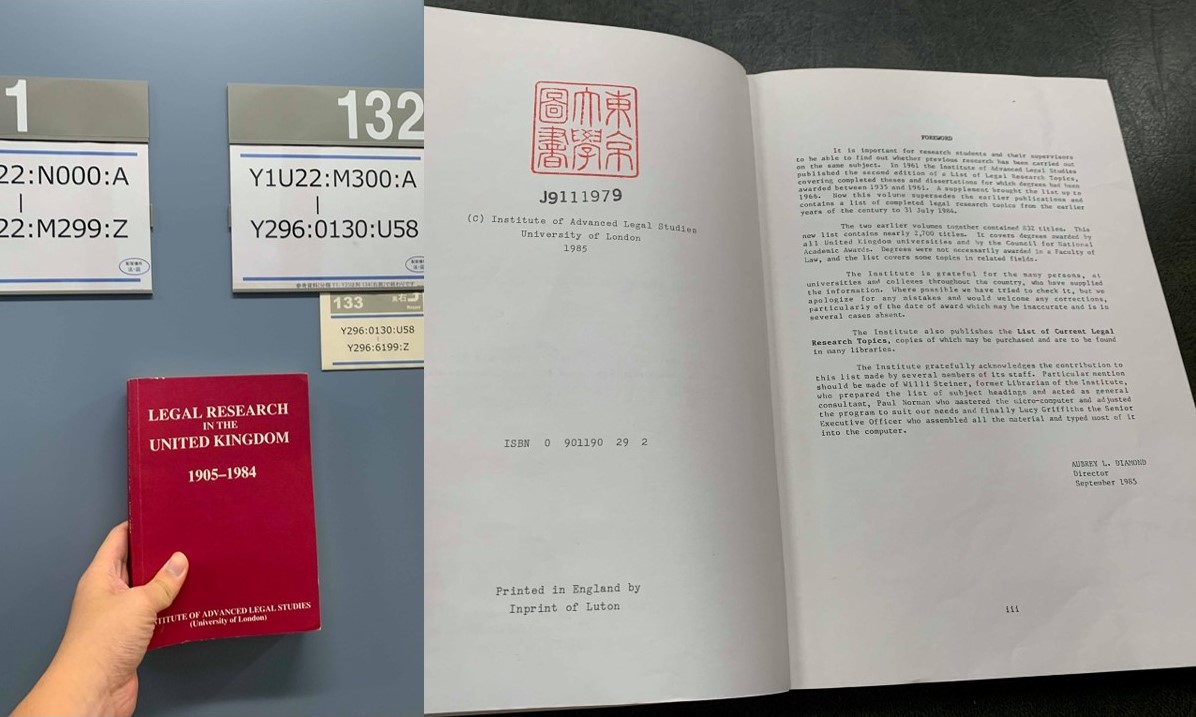 1
22:N000:A
|
22:M299:Z
132
Y1U22:M300:A
|
Y296:0130:U58
133
Y296:0130:U58
Y296:6199:Z
LEGAL RESEARCH
IN THE
UNITED KINGDOM
1905–1984
TITUTE OF ADVANCED LEGAL STUDIES
(University of London)
東京
大學
圖書
J9111979
(C) Institute of Advanced Legal Studies
University of London
1985
ISBN 0 901190 29 2
Printed in England by
Inprint of Luton
FOREWORD
It is important for research students and their supervisors
to be able to find out whether previous research has been carried out
on the same subject. In 1961 the Institute of Advanced Legal Studies
published the second edition of a List of Legal Research Topics,
covering completed theses and dissertations for which degrees had been
awarded between 1935 and 1961. A supplement brought the list up to
1966. Now this volume supersedes the earlier publications and
contains a list of completed legal research topics from the earlier
years of the century to 31 July 1984.
The two earlier volumes together contained 832 titles. This
new list contains nearly 2,700 titles. It covers degrees awarded by
all United Kingdom universities and by the Council for National
Academic Awards. Degrees were not necessarily awarded in a Faculty of
Law, and the list covers some topics in related fields.
The Institute is grateful for the many persons, at
universities and colleges throughout the country, who have supplied
the information. Where possible we have tried to check it, but we
apologize for any mistakes and would welcome any corrections,
particularly of the date of award which may be inaccurate and is in
several cases absent.
The Institute also publishes the List of Current Legal
Research Topics, copies of which may be purchased and are to be found
in many libraries.
The Institute gratefully acknowledges the contribution to
this list made by several members of its staff. Particular mention
should be made of Willi Steiner, former Librarian of the Institute,
who prepared the list of subject headings and acted as general
consultant, Paul Norman who mastered the micro-computer and adjusted
the program to suit our needs and finally Lucy Griffiths the Senior
Executive Officer who assembled all the material and typed most of it
into the computer.
AUBREY L. DIAMOND
Director
September 1985
iii